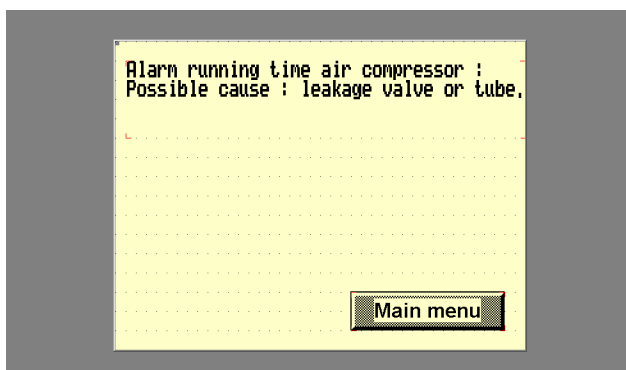 Alarm running time air compressor :
Possible cause : leakage valve or tube.
Main menu